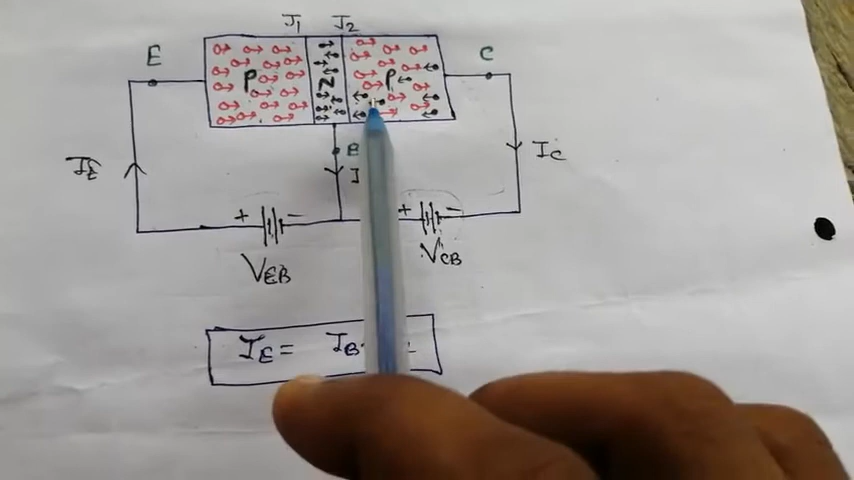 J1 J2
E
C
P N P
B
IE
I
IC
+ − + −
VEB
VCB
IE = IB